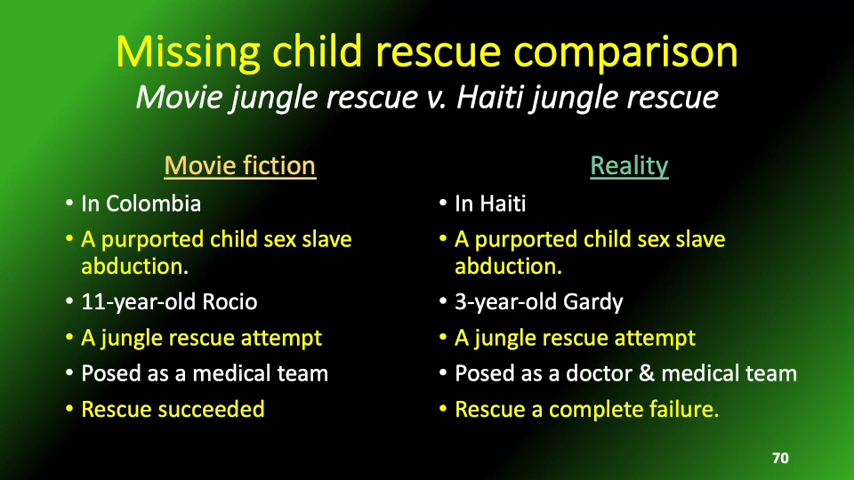 Missing child rescue comparison
Movie jungle rescue v. Haiti jungle rescue
Movie fiction
• In Colombia
• A purported child sex slave
abduction.
• 11-year-old Rocio
• A jungle rescue attempt
• Posed as a medical team
• Rescue succeeded
Reality
• In Haiti
• A purported child sex slave
abduction.
• 3-year-old Gardy
• A jungle rescue attempt
• Posed as a doctor & medical team
• Rescue a complete failure.
70